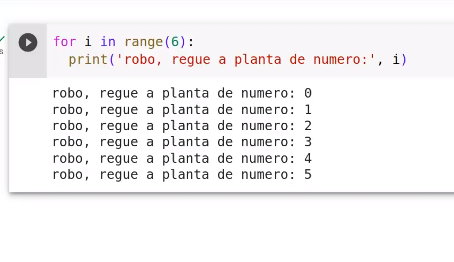 for i in range(6):
  print('robo, regue a planta de numero:', i)
robo, regue a planta de numero: 0
robo, regue a planta de numero: 1
robo, regue a planta de numero: 2
robo, regue a planta de numero: 3
robo, regue a planta de numero: 4
robo, regue a planta de numero: 5